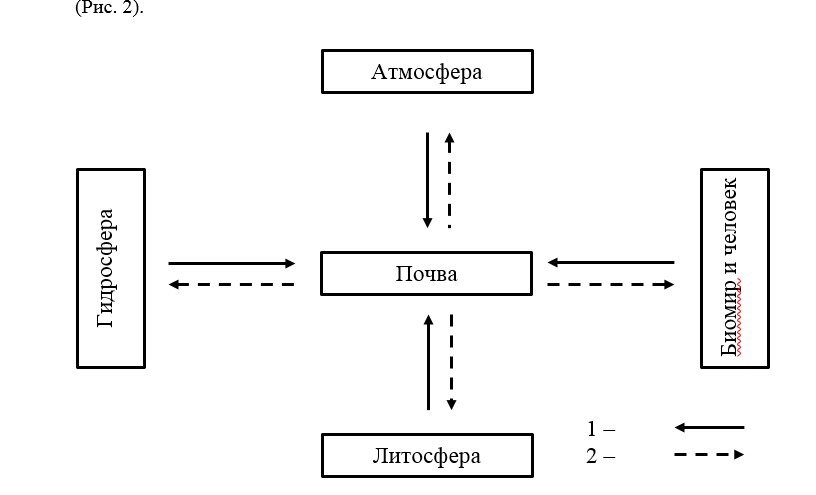 (Рис. 2).
Атмосфера
Гидросфера
Почва
Биомир и человек
Литосфера
1 –
2 –